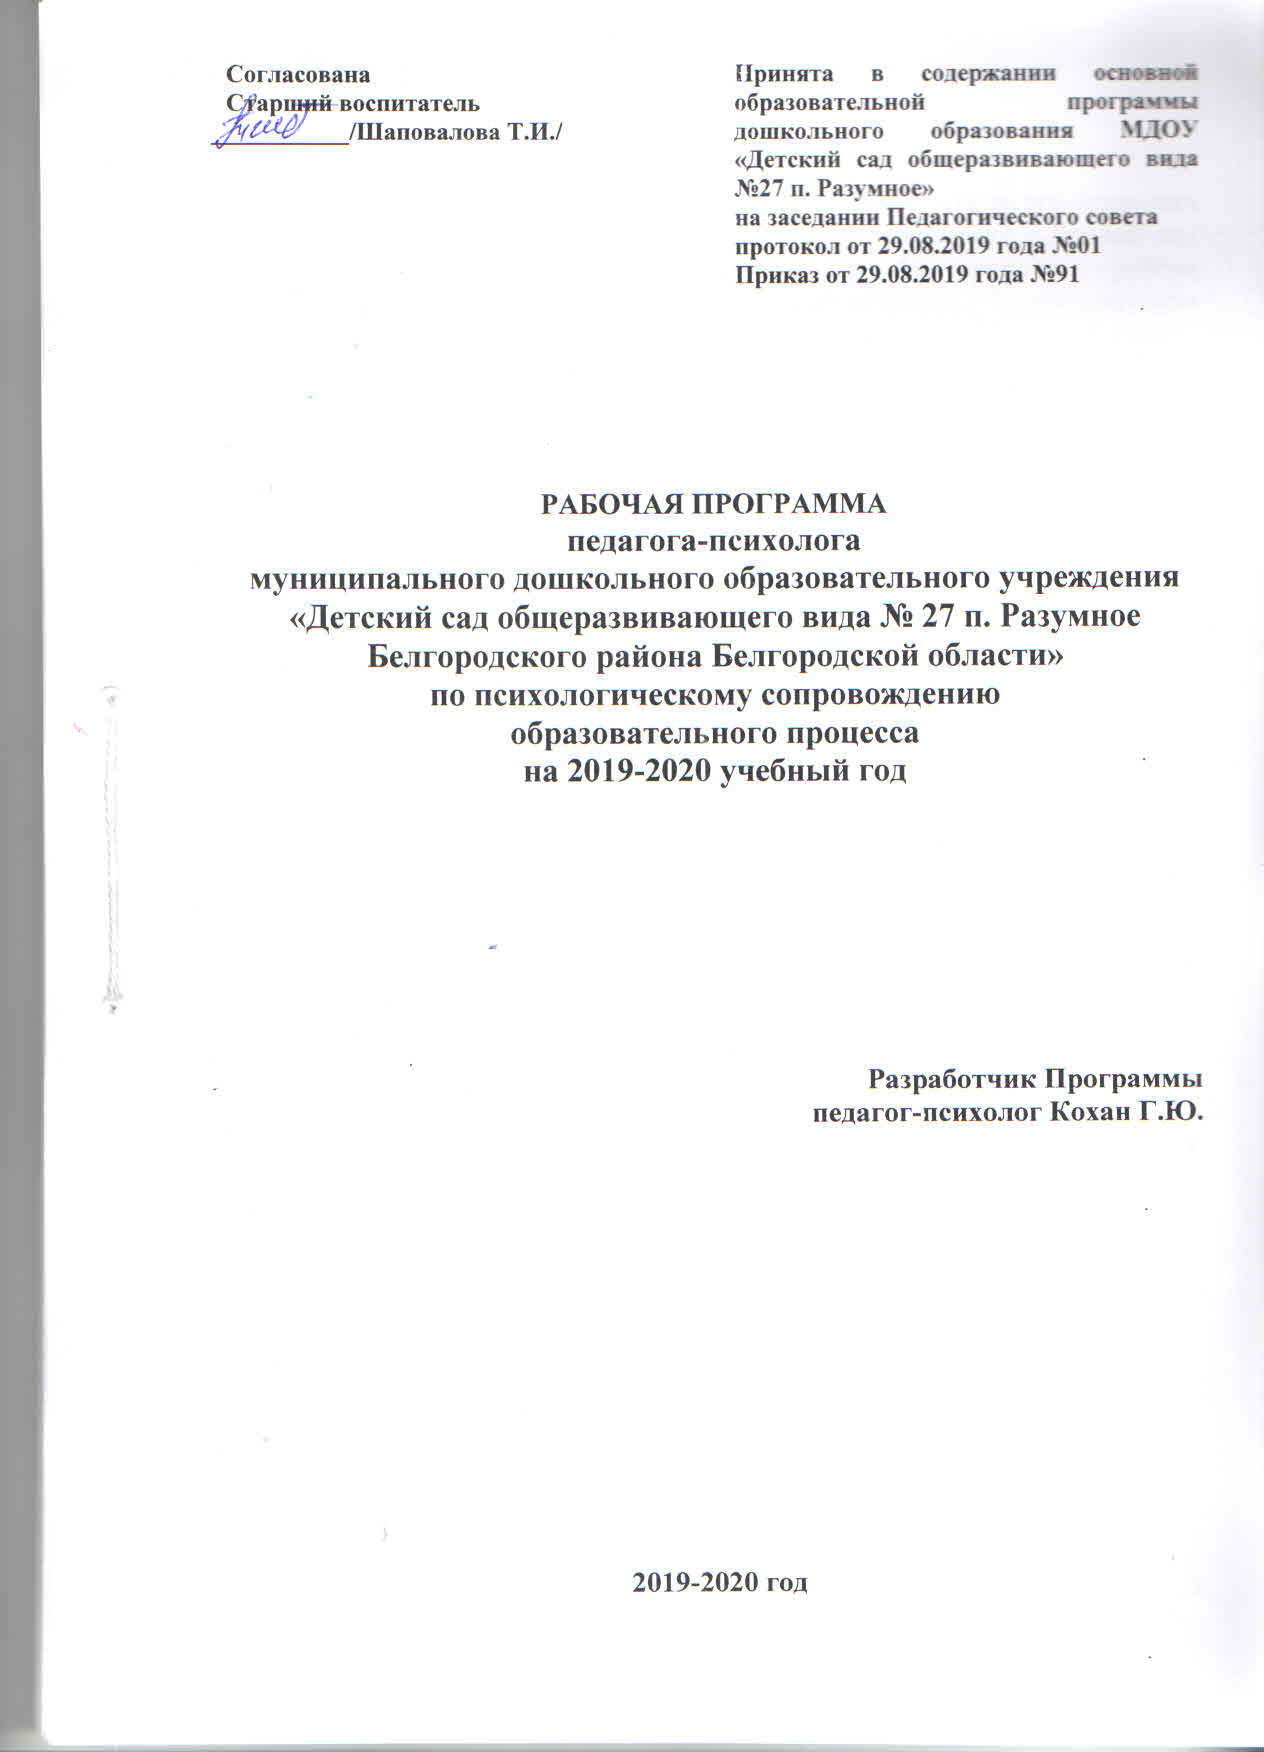 Согласована
Старший воспитатель
/Шаповалова Т.И./
Принята в содержании основной
образовательной программы
дошкольного образования МДОУ
«Детский сад общеразвивающего вида
№27 п. Разумное»
на заседании Педагогического совета
протокол от 29.08.2019 года №01
Приказ от 29.08.2019 года №91
РАБОЧАЯ ПРОГРАММА
педагога-психолога
муниципального дошкольного образовательного учреждения
«Детский сад общеразвивающего вида № 27 п. Разумное
Белгородского района Белгородской области»
по психологическому сопровождению
образовательного процесса
на 2019-2020 учебный год
Разработчик Программы
педагог-психолог Кохан Г.Ю.
2019-2020 год